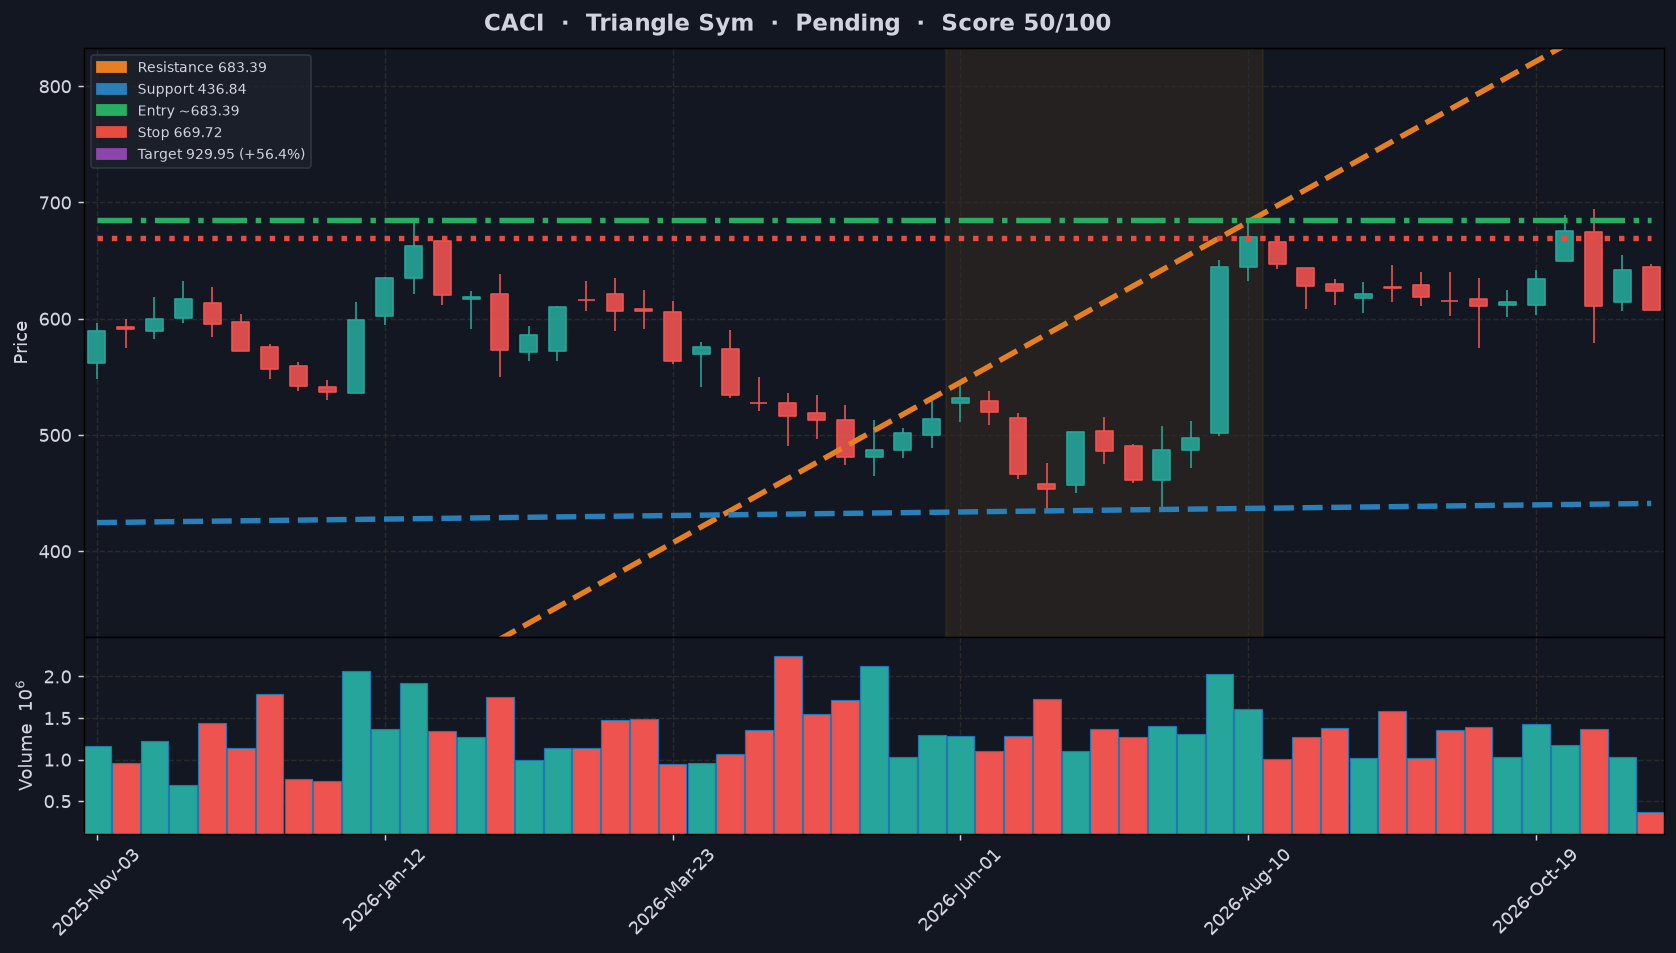 CACI · Triangle Sym · Pending · Score 50/100
Resistance 683.39
Support 436.84
Entry ~683.39
Stop 669.72
Target 929.95 (+56.4%)
800
700
600
500
400
Price
2.0
1.5
1.0
0.5
Volume 10⁶
2025-Nov-03
2026-Jan-12
2026-Mar-23
2026-Jun-01
2026-Aug-10
2026-Oct-19